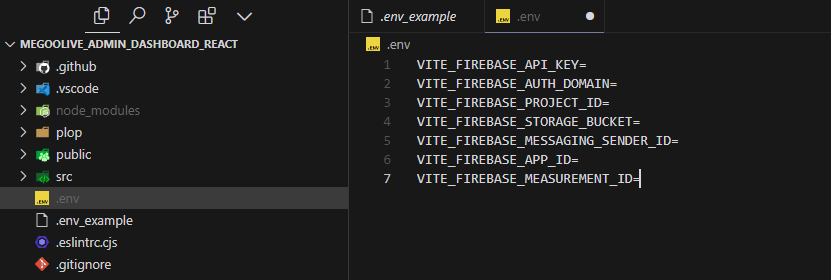 MEGOOLIVE_ADMIN_DASHBOARD_REACT
.github
.vscode
node_modules
plop
public
src
.env
.env_example
.eslintrc.cjs
.gitignore
.env_example
.env
.env
1 VITE_FIREBASE_API_KEY=
2 VITE_FIREBASE_AUTH_DOMAIN=
3 VITE_FIREBASE_PROJECT_ID=
4 VITE_FIREBASE_STORAGE_BUCKET=
5 VITE_FIREBASE_MESSAGING_SENDER_ID=
6 VITE_FIREBASE_APP_ID=
7 VITE_FIREBASE_MEASUREMENT_ID=